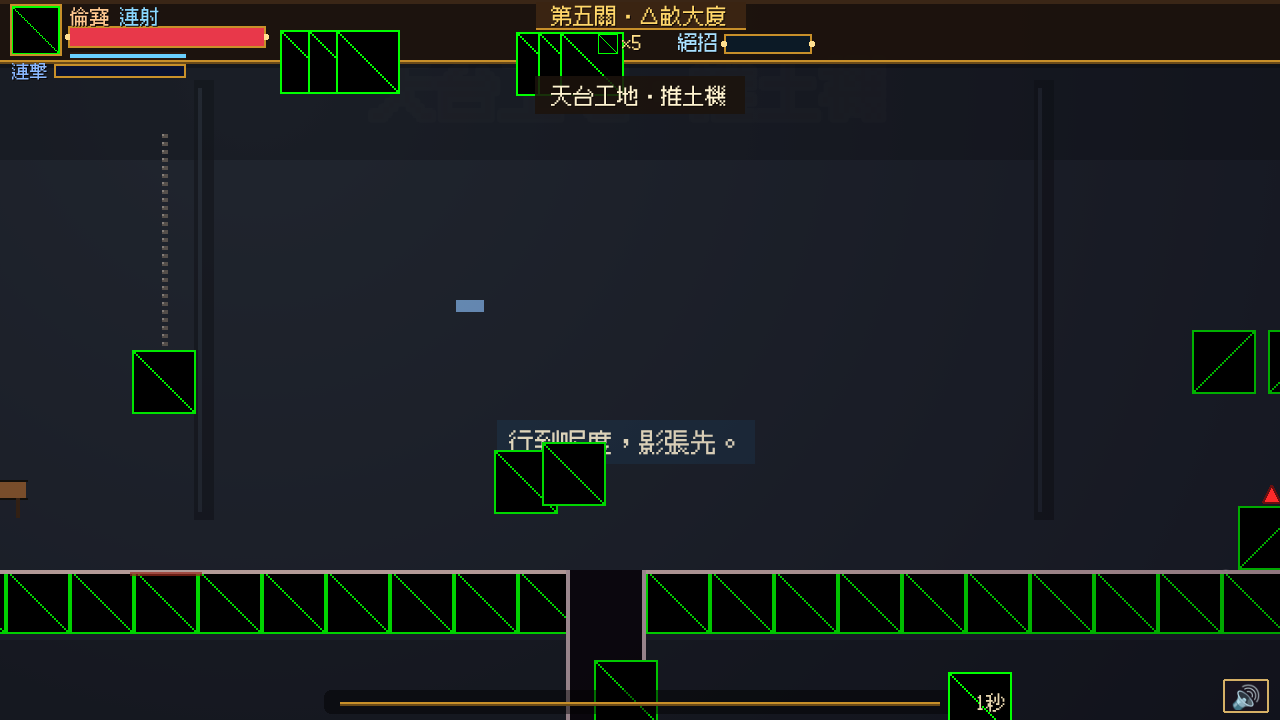 倫寶 連射
第五關·△畝大廈
×5
絕招
連擊
天台工地·推土機
行到呢度，影張先。
1秒